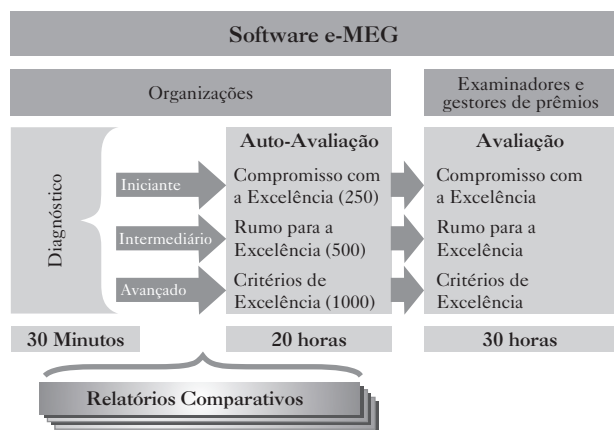 Software e-MEG
Organizações
Examinadores e
gestores de prêmios
Diagnóstico
Iniciante
Intermediário
Avançado
Auto-Avaliação
Compromisso com
a Excelência (250)
Rumo para a
Excelência (500)
Critérios de
Excelência (1000)
Avaliação
Compromisso com
a Excelência
Rumo para a
Excelência
Critérios de
Excelência
30 Minutos
20 horas
30 horas
Relatórios Comparativos